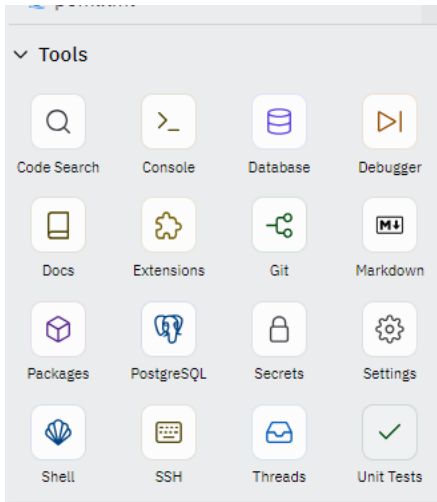 Tools
Code Search Console Database Debugger
M↓
Docs Extensions Git Markdown
Packages PostgreSQL Secrets Settings
Shell SSH Threads Unit Tests